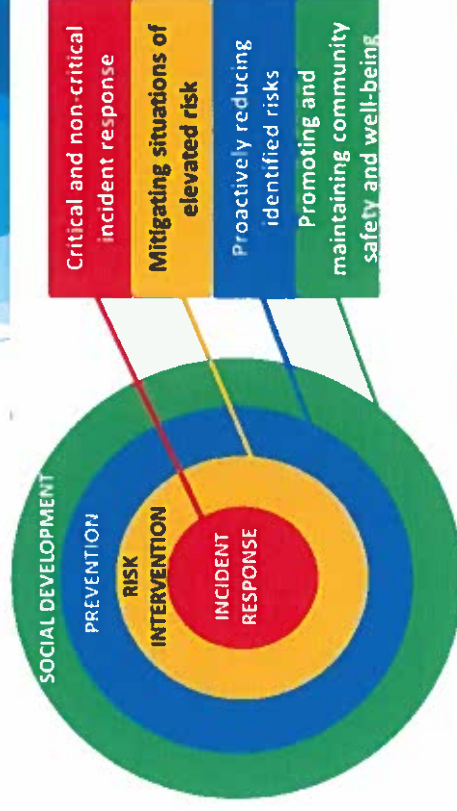 SOCIAL DEVELOPMENT
PREVENTION
RISK
INTERVENTION
INCIDENT
RESPONSE
Critical and non-critical
incident response
Mitigating situations of
elevated risk
Proactively reducing
identified risks
Promoting and
maintaining community
safety and well-being